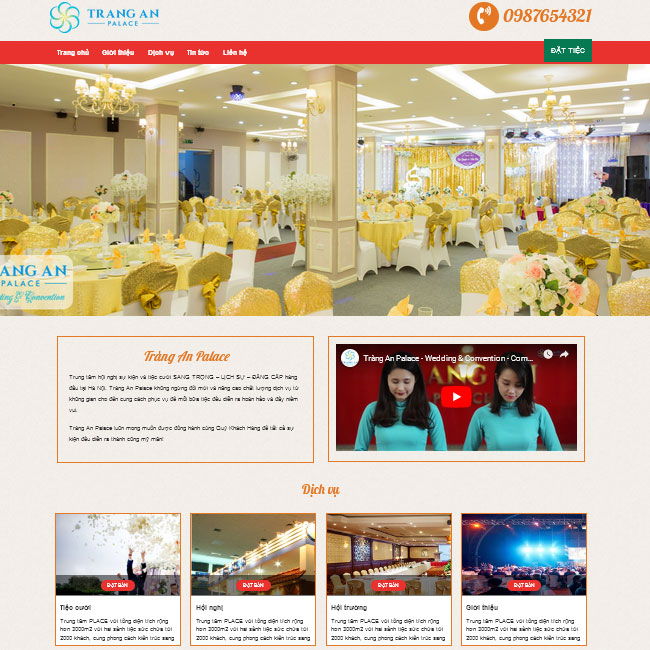 TRANG AN
PALACE
0987654321
Trang chủ Giới thiệu Dịch vụ Tin tức Liên hệ
ĐẶT TIỆC
RANG AN
PALACE
ding & Convention
Tràng An Palace
Trung tâm hội nghị sự kiện và tiệc cưới SANG TRỌNG – LỊCH SỰ – ĐẲNG CẤP hàng
đầu tại Hà Nội. Tràng An Palace không ngừng đổi mới và nâng cao chất lượng dịch vụ từ
không gian cho đến cung cách phục vụ để mỗi bữa tiệc đều diễn ra hoàn hảo và đầy niềm
vui.
Tràng An Palace luôn mong muốn được đồng hành cùng Quý Khách Hàng để tất cả sự
kiện đều diễn ra thành công mỹ mãn!
Tràng An Palace - Wedding & Convention - Com...
Dịch vụ
ĐẶT BÀN
ĐẶT BÀN
ĐẶT BÀN
ĐẶT BÀN
Tiệc cưới
Trung tâm PLACE với tổng diện tích rộng
hơn 3000m2 với hai sảnh tiệc sức chứa tới
2000 khách, cung phong cách kiến trúc sang
Hội nghị
Trung tâm PLACE với tổng diện tích rộng
hơn 3000m2 với hai sảnh tiệc sức chứa tới
2000 khách, cung phong cách kiến trúc sang
Hội trường
Trung tâm PLACE với tổng diện tích rộng
hơn 3000m2 với hai sảnh tiệc sức chứa tới
2000 khách, cung phong cách kiến trúc sang
Giới thiệu
Trung tâm PLACE với tổng diện tích rộng
hơn 3000m2 với hai sảnh tiệc sức chứa tới
2000 khách, cung phong cách kiến trúc sang